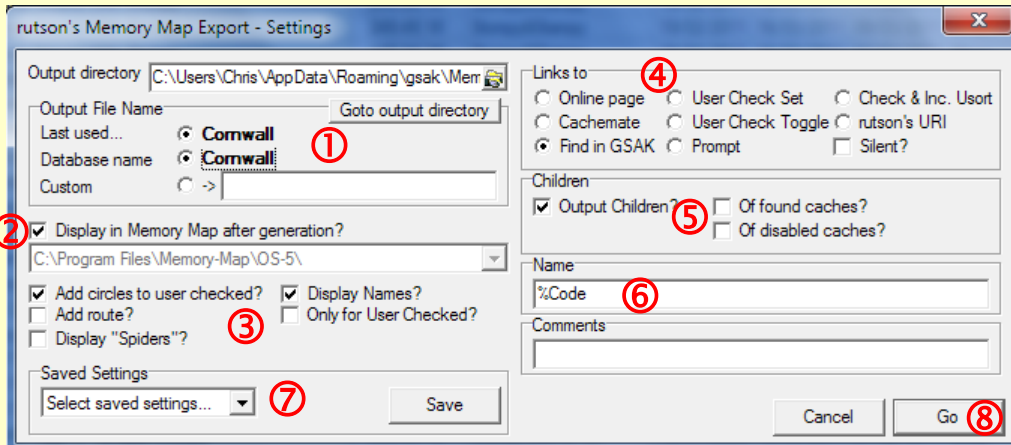 rutson's Memory Map Export - Settings
Output directory C:\Users\Chris\AppData\Roaming\gsak\Mem
Output File Name
Goto output directory
Last used... Cornwall
Database name Cornwall
Custom ->
①
② Display in Memory Map after generation?
C:\Program Files\Memory-Map\OS-5\
Add circles to user checked? Display Names?
Add route? ③ Only for User Checked?
Display "Spiders"?
Saved Settings
Select saved settings... ⑦ Save
Links to ④
Online page User Check Set Check & Inc. Usort
Cachemate User Check Toggle rutson's URI
Find in GSAK Prompt Silent?
Children
Output Children? ⑤ Of found caches?
Of disabled caches?
Name
%Code ⑥
Comments
Cancel Go ⑧